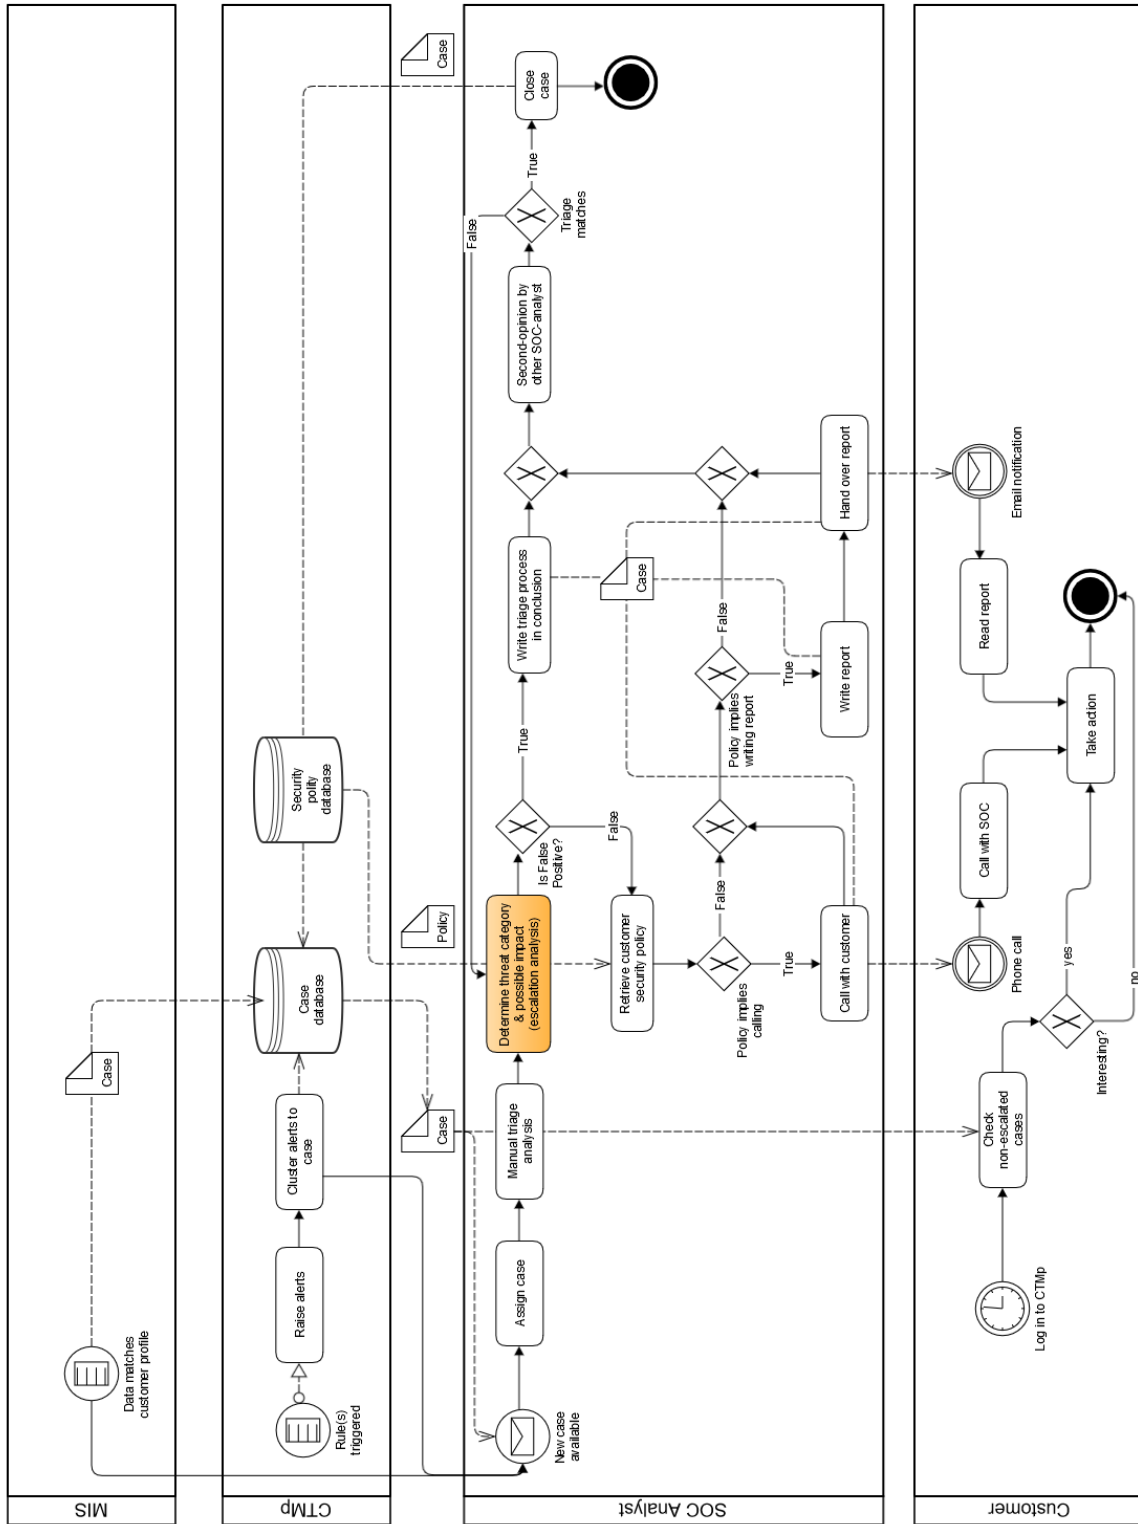 MIS
Data matches
customer profile
Case
CTMp
Rule(s)
triggered
Raise alerts
Cluster alerts to
case
Case
database
Security
polity
database
Case
Policy
Case
SOC Analyst
New case
available
Assign case
Manual triage
analysis
Determine threat category
& possible impact
(escalation analysis)
Is False
Positive?
True
False
Write triage process
in conclusion
Second-opinion by
other SOC-analyst
Triage
matches
False
True
Close
case
Retrieve customer
security policy
Policy implies
calling
False
True
Call with customer
Policy implies
writing report
False
True
Case
Write report
Hand over report
Customer
Log in to CTMp
Check
non-escalated
cases
Interesting?
yes
no
Phone call
Call with SOC
Take action
Read report
Email notification